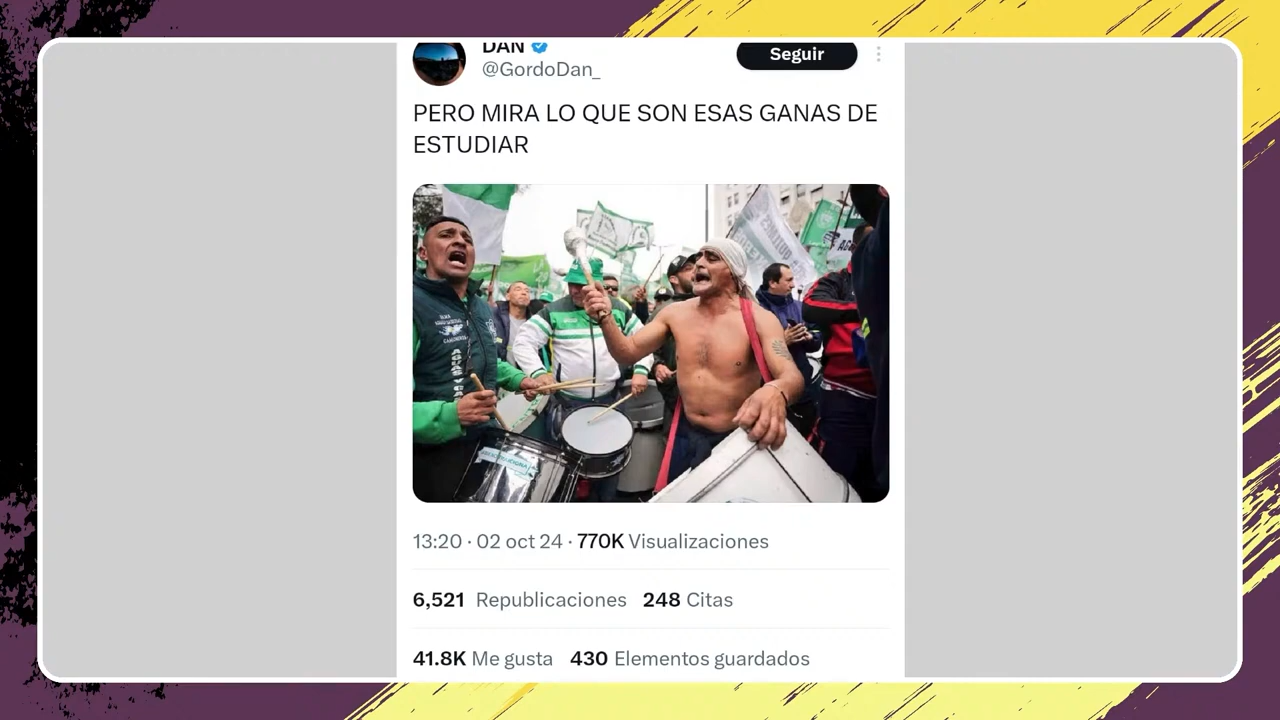 DAN
@GordoDan_
Seguir
PERO MIRA LO QUE SON ESAS GANAS DE
ESTUDIAR
13:20 · 02 oct 24 · 770K Visualizaciones
6,521 Republicaciones 248 Citas
41.8K Me gusta 430 Elementos guardados